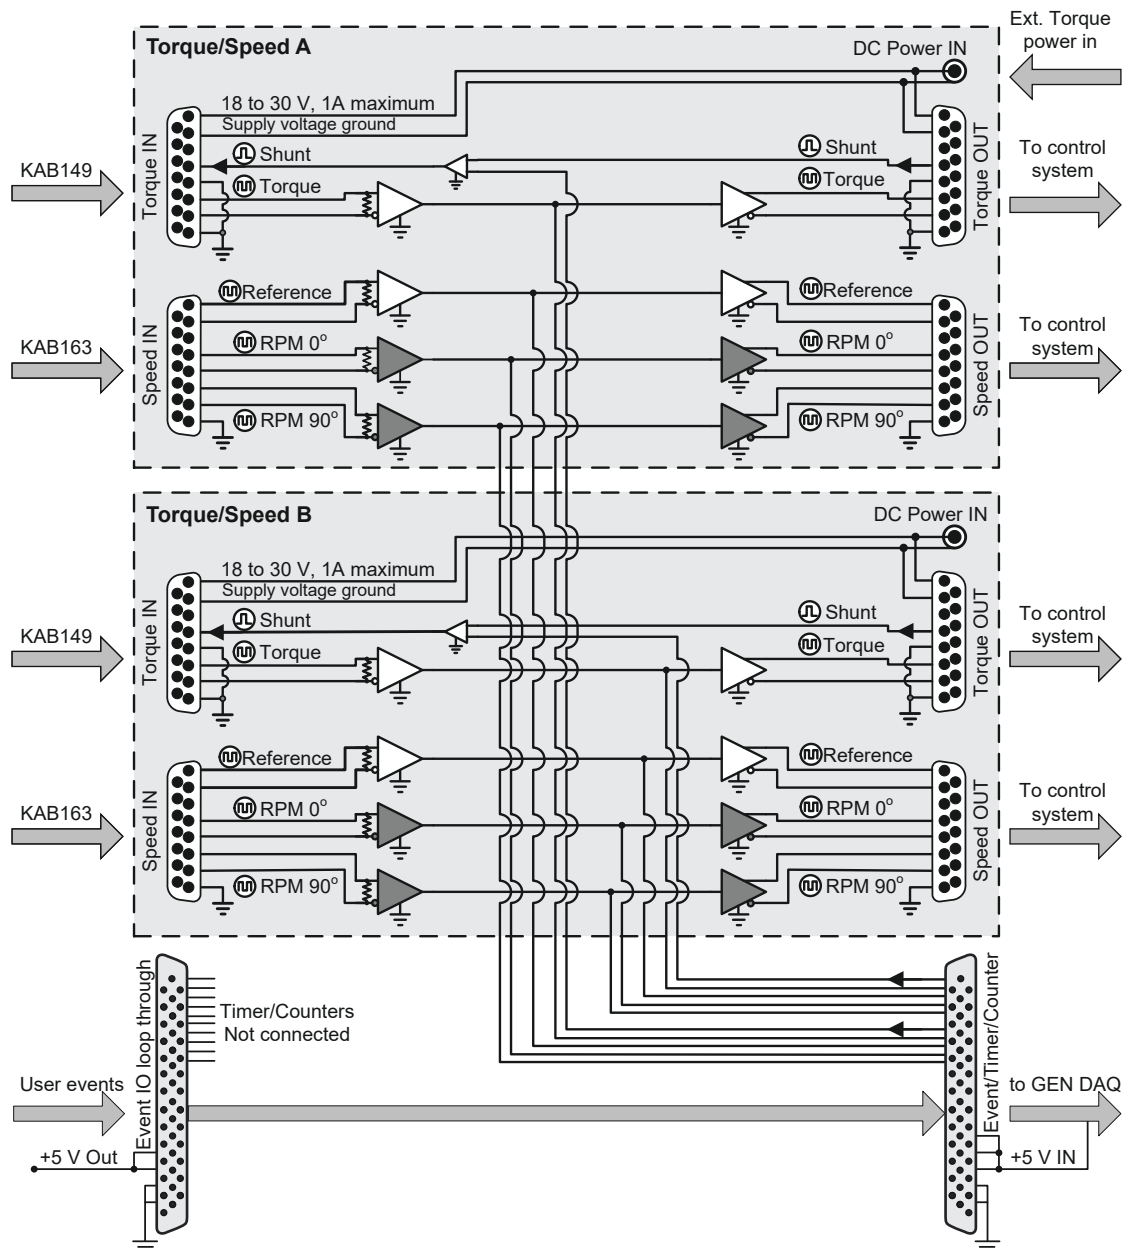 Ext. Torque
power in
Torque/Speed A
DC Power IN
18 to 30 V, 1A maximum
Supply voltage ground
Torque IN
Shunt
Shunt
Torque OUT
To control
system
KAB149
Torque
Torque
Reference
Reference
Speed IN
RPM 0°
RPM 0°
Speed OUT
To control
system
KAB163
RPM 90°
RPM 90°
Torque/Speed B
DC Power IN
18 to 30 V, 1A maximum
Supply voltage ground
Torque IN
Shunt
Shunt
Torque OUT
To control
system
KAB149
Torque
Torque
Reference
Reference
Speed IN
RPM 0°
RPM 0°
Speed OUT
To control
system
KAB163
RPM 90°
RPM 90°
Event IO loop through
Timer/Counters
Not connected
Event/Timer/Counter
User events
to GEN DAQ
+5 V Out
+5 V IN